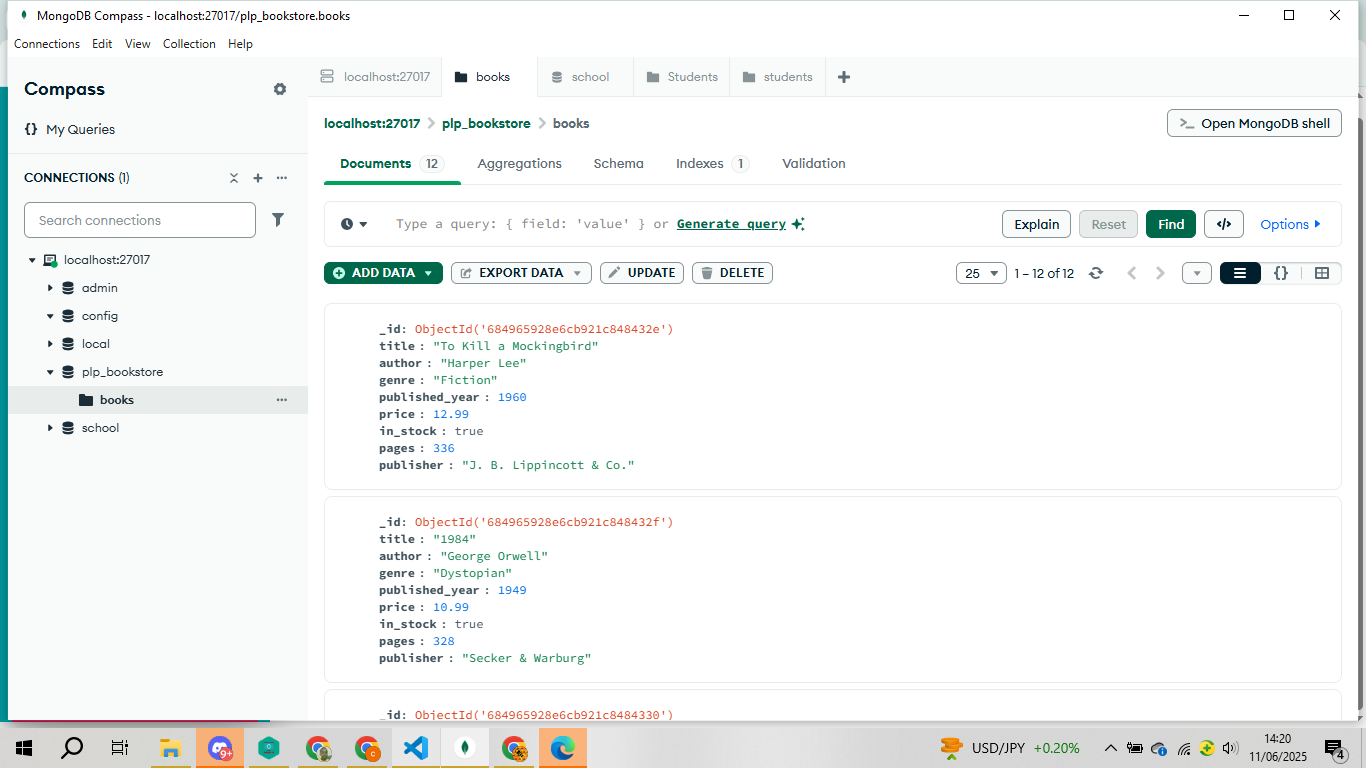 MongoDB Compass - localhost:27017/plp_bookstore.books
Connections Edit View Collection Help
Compass
{} My Queries
CONNECTIONS (1)
Search connections
localhost:27017
admin
config
local
plp_bookstore
books
school
localhost:27017 books school Students students
localhost:27017 plp_bookstore books
>_ Open MongoDB shell
Documents 12 Aggregations Schema Indexes 1 Validation
Type a query: { field: 'value' } or Generate query
Explain Reset Find </> Options
ADD DATA EXPORT DATA UPDATE DELETE
25 1 – 12 of 12 {}
_id: ObjectId('684965928e6cb921c848432e')
title : "To Kill a Mockingbird"
author : "Harper Lee"
genre : "Fiction"
published_year : 1960
price : 12.99
in_stock : true
pages : 336
publisher : "J. B. Lippincott & Co."
_id: ObjectId('684965928e6cb921c848432f')
title : "1984"
author : "George Orwell"
genre : "Dystopian"
published_year : 1949
price : 10.99
in_stock : true
pages : 328
publisher : "Secker & Warburg"
_id: ObjectId('684965928e6cb921c8484330')
9+
C
USD/JPY +0.20%
14:20
11/06/2025
4